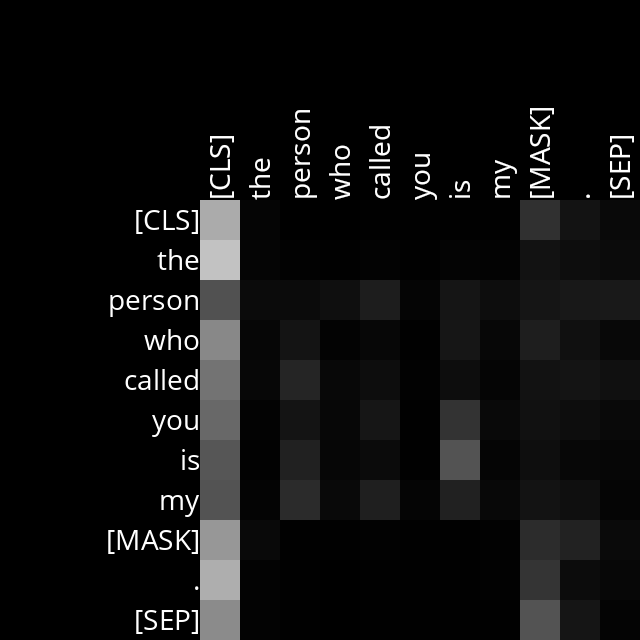 [CLS] the person who called you is my [MASK] . [SEP]
[CLS]
the
person
who
called
you
is
my
[MASK]
.
[SEP]